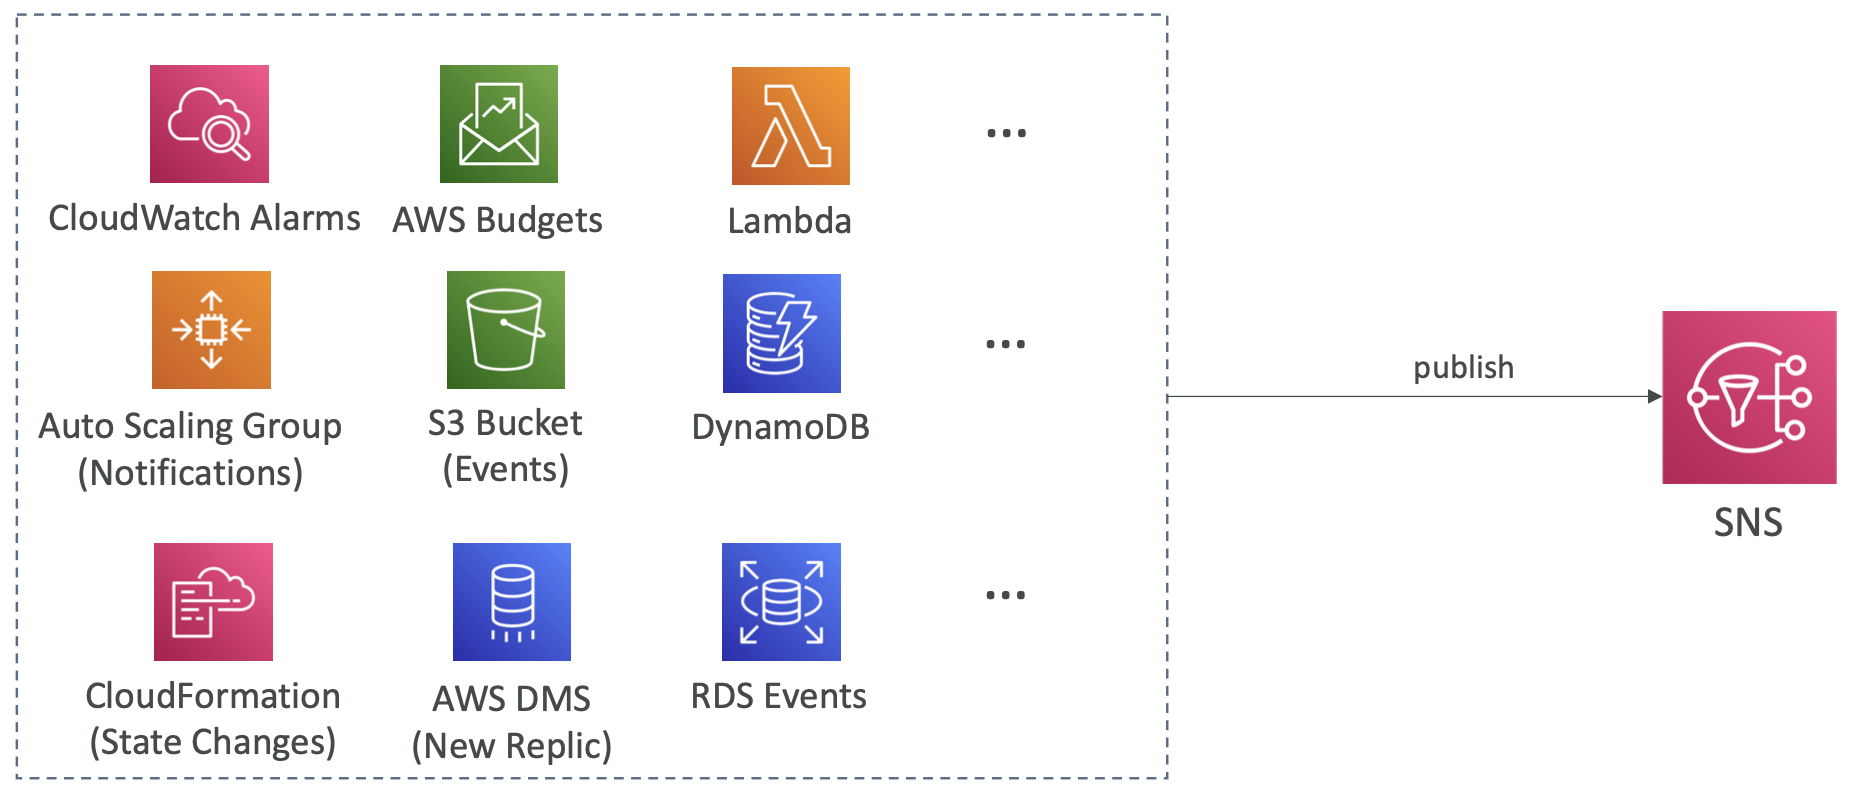 CloudWatch Alarms
AWS Budgets
Lambda
...
Auto Scaling Group
(Notifications)
S3 Bucket
(Events)
DynamoDB
...
publish
SNS
CloudFormation
(State Changes)
AWS DMS
(New Replic)
RDS Events
...